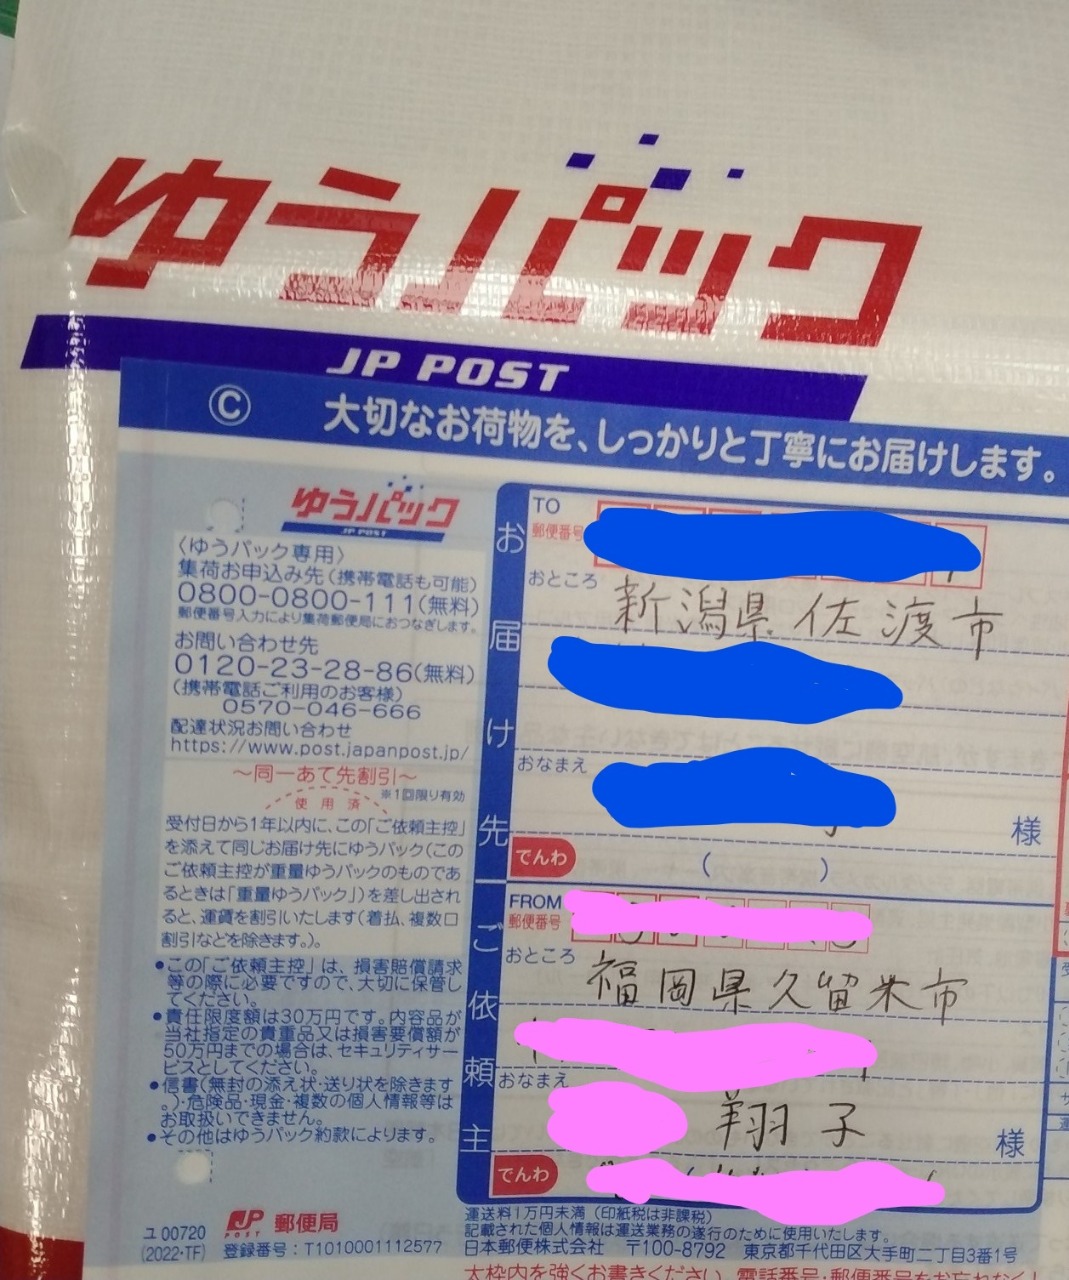 ゆうパック
JP POST
Ⓒ 大切なお荷物を、しっかりと丁寧にお届けします。
ゆうパック
JP POST
〈ゆうパック専用〉
集荷お申込み先(携帯電話も可能)
0800-0800-111(無料)
郵便番号入力により集荷郵便局におつなぎします。
お問い合わせ先
0120-23-28-86(無料)
(携帯電話ご利用のお客様)
0570-046-666
配達状況お問い合わせ
https://www.post.japanpost.jp/
〜同一あて先割引〜
※1回限り有効
使用済
受付日から1年以内に、この「ご依頼主控」
を添えて同じお届け先にゆうパック(この
ご依頼主控が重量ゆうパックのものであ
るときは「重量ゆうパック」)を差し出され
ると、運賃を割引いたします(着払、複数口
割引などを除きます。)。
•この「ご依頼主控」は、損害賠償請求
等の際に必要ですので、大切に保管し
てください。
•責任限度額は30万円です。内容品が
当社指定の貴重品又は損害要償額が
50万円までの場合は、セキュリティサー
ビスとしてください。
•信書(無封の添え状・送り状を除きます
。)・危険品・現金・複数の個人情報等は
お取扱いできません。
•その他はゆうパック約款によります。
ユ00720
(2022・TF)
JP POST 郵便局
登録番号：T1010001112577
お届け先
TO
郵便番号
おところ
新潟県佐渡市
おなまえ
様
でんわ ( )
ご依頼主
FROM
郵便番号
おところ
福岡県久留米市
おなまえ
翔子 様
でんわ
運送料1万円未満(印紙税は非課税)
記載された個人情報は運送業務の遂行のために使用いたします。
日本郵便株式会社 〒100-8792 東京都千代田区大手町二丁目3番1号
太枠内を強くお書きください。